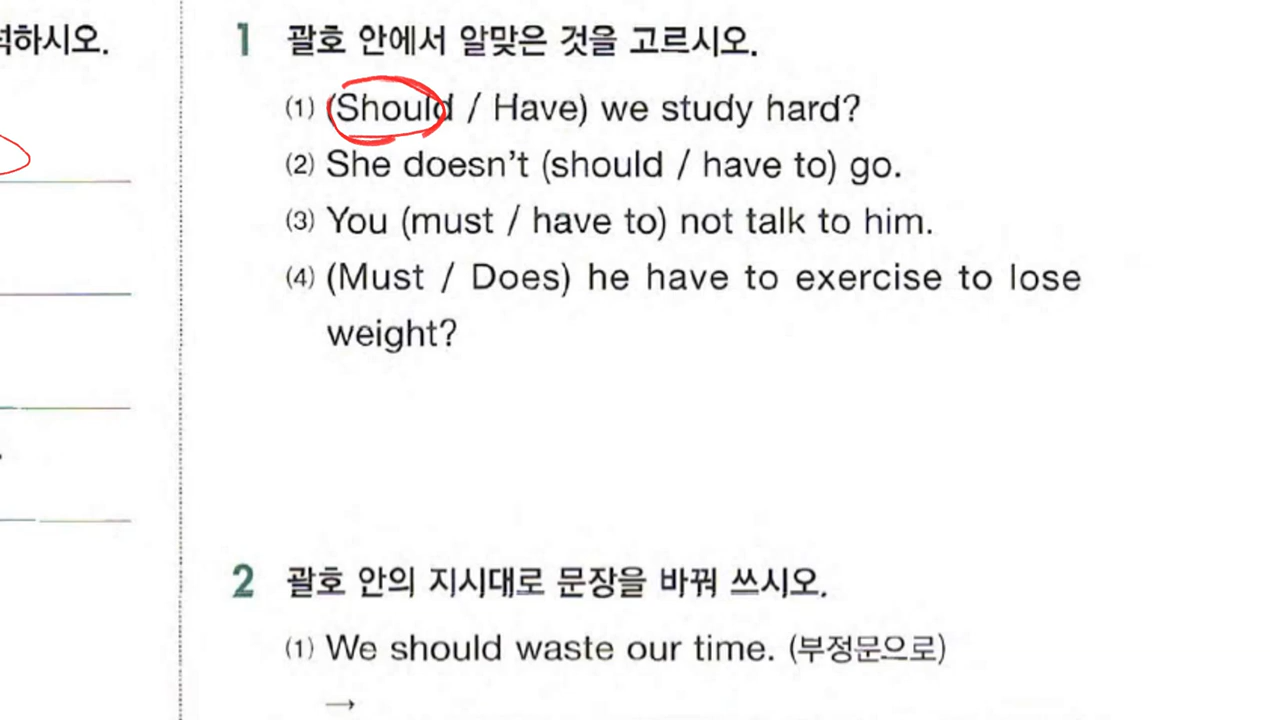 하시오.
1 괄호 안에서 알맞은 것을 고르시오.
(1) (Should / Have) we study hard?
(2) She doesn't (should / have to) go.
(3) You (must / have to) not talk to him.
(4) (Must / Does) he have to exercise to lose
weight?
2 괄호 안의 지시대로 문장을 바꿔 쓰시오.
(1) We should waste our time. (부정문으로)
→